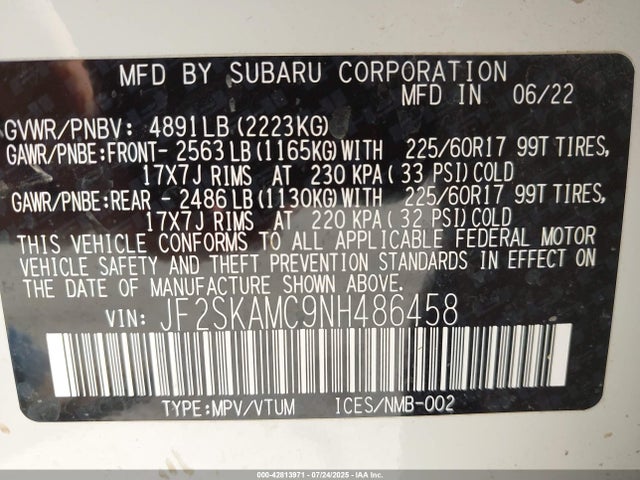 MFD BY SUBARU CORPORATION
MFD IN 06/22
GVWR/PNBV: 4891LB (2223KG)
GAWR/PNBE:FRONT- 2563 LB (1165KG) WITH 225/60R17 99T TIRES,
17X7J RIMS AT 230 KPA (33 PSI) COLD
GAWR/PNBE:REAR - 2486 LB (1130KG) WITH 225/60R17 99T TIRES,
17X7J RIMS AT 220 KPA (32 PSI) COLD
THIS VEHICLE CONFORMS TO ALL APPLICABLE FEDERAL MOTOR
VEHICLE SAFETY AND THEFT PREVENTION STANDARDS IN EFFECT ON
THE DATE OF MANUFACTURE SHOWN ABOVE.
VIN: JF2SKAMC9NH486458
TYPE:MPV/VTUM ICES/NMB-002
000-42813971 - 07/24/2025 - iaai.com